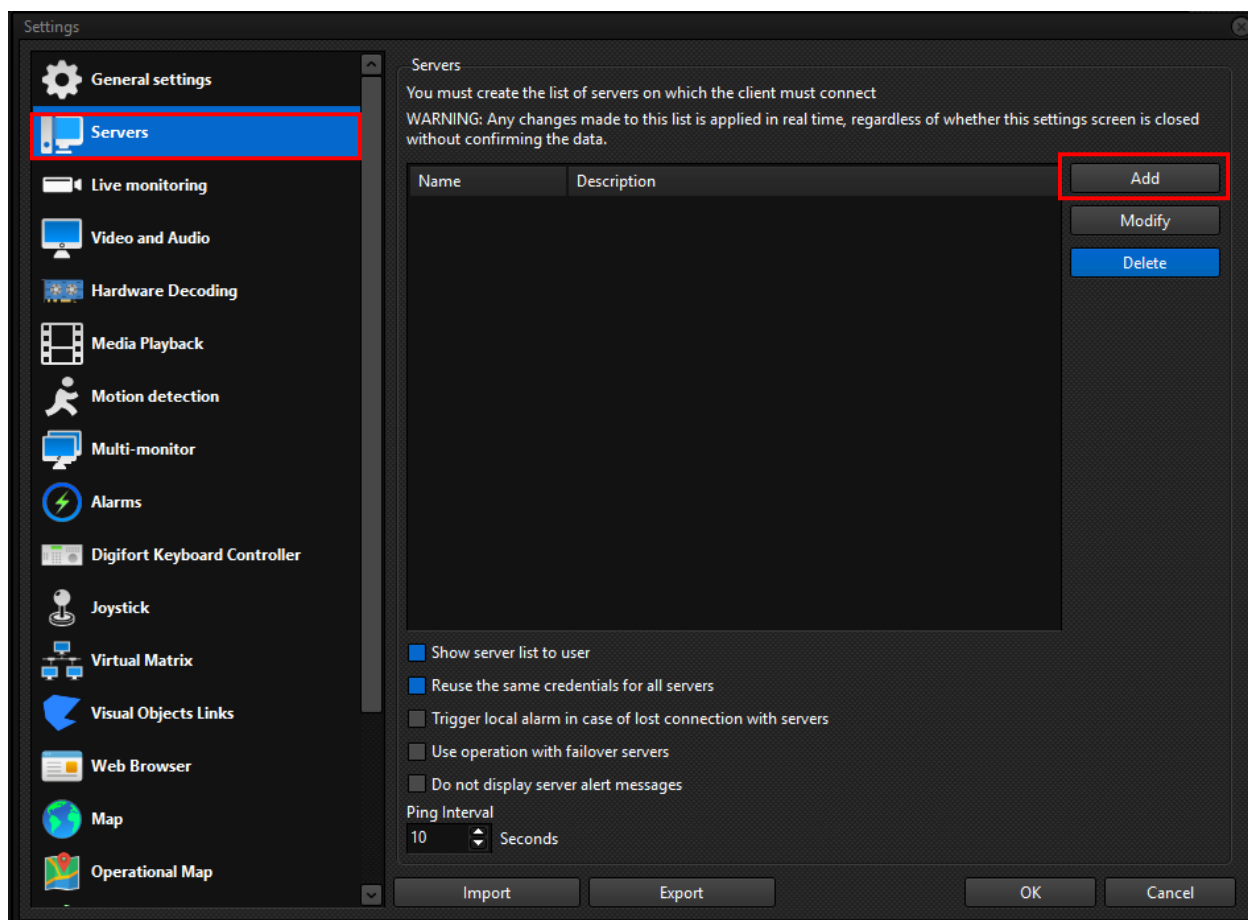 Settings
General settings
Servers
Live monitoring
Video and Audio
Hardware Decoding
Media Playback
Motion detection
Multi-monitor
Alarms
Digifort Keyboard Controller
Joystick
Virtual Matrix
Visual Objects Links
Web Browser
Map
Operational Map
Servers
You must create the list of servers on which the client must connect
WARNING: Any changes made to this list is applied in real time, regardless of whether this settings screen is closed
without confirming the data.
Name Description
Add
Modify
Delete
Show server list to user
Reuse the same credentials for all servers
Trigger local alarm in case of lost connection with servers
Use operation with failover servers
Do not display server alert messages
Ping Interval
10 Seconds
Import Export OK Cancel